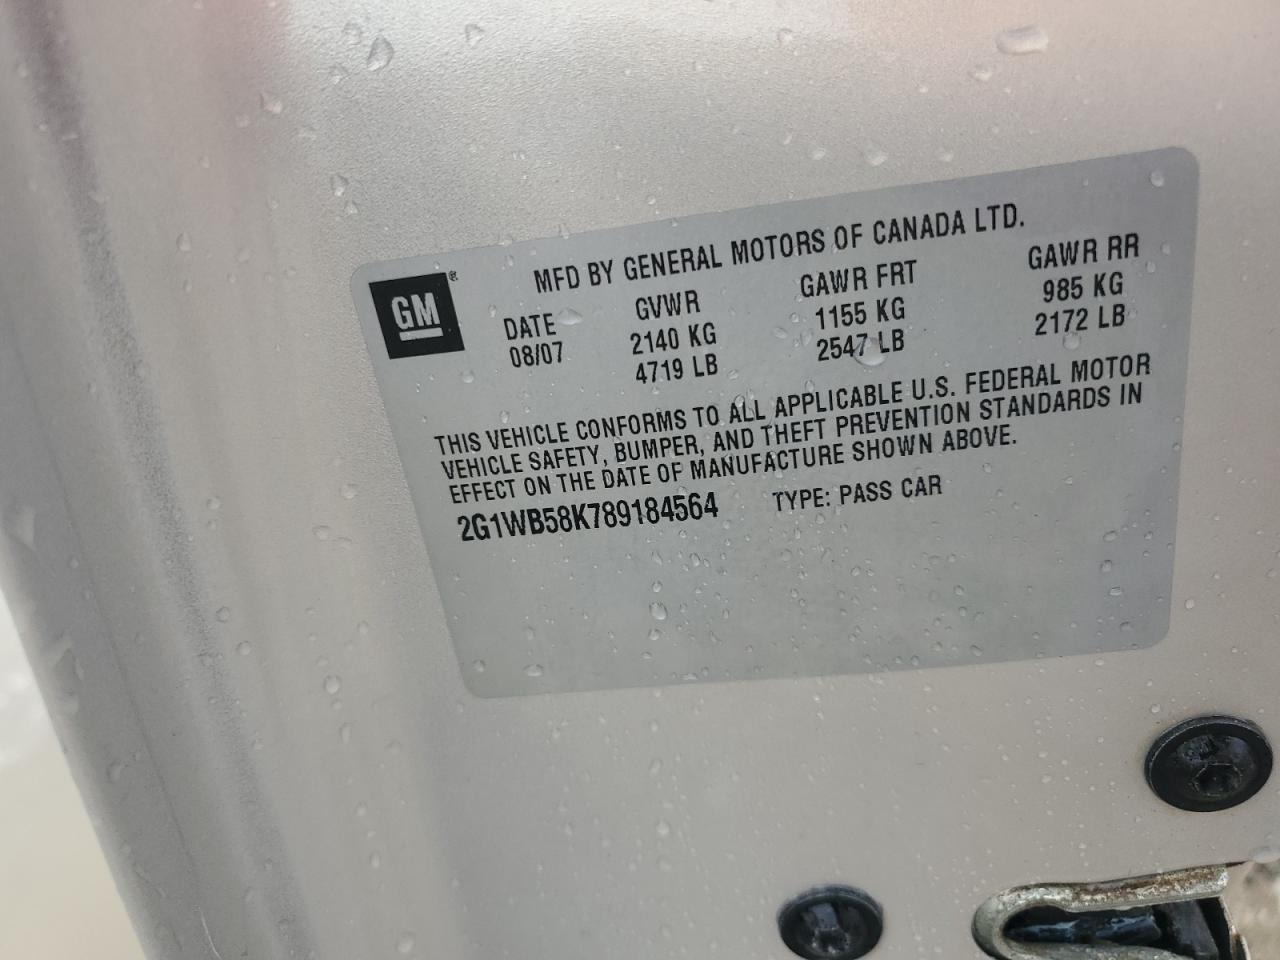 GM®
MFD BY GENERAL MOTORS OF CANADA LTD.
DATE GVWR GAWR FRT GAWR RR
08/07 2140 KG 1155 KG 985 KG
4719 LB 2547 LB 2172 LB
THIS VEHICLE CONFORMS TO ALL APPLICABLE U.S. FEDERAL MOTOR
VEHICLE SAFETY, BUMPER, AND THEFT PREVENTION STANDARDS IN
EFFECT ON THE DATE OF MANUFACTURE SHOWN ABOVE.
2G1WB58K789184564 TYPE: PASS CAR